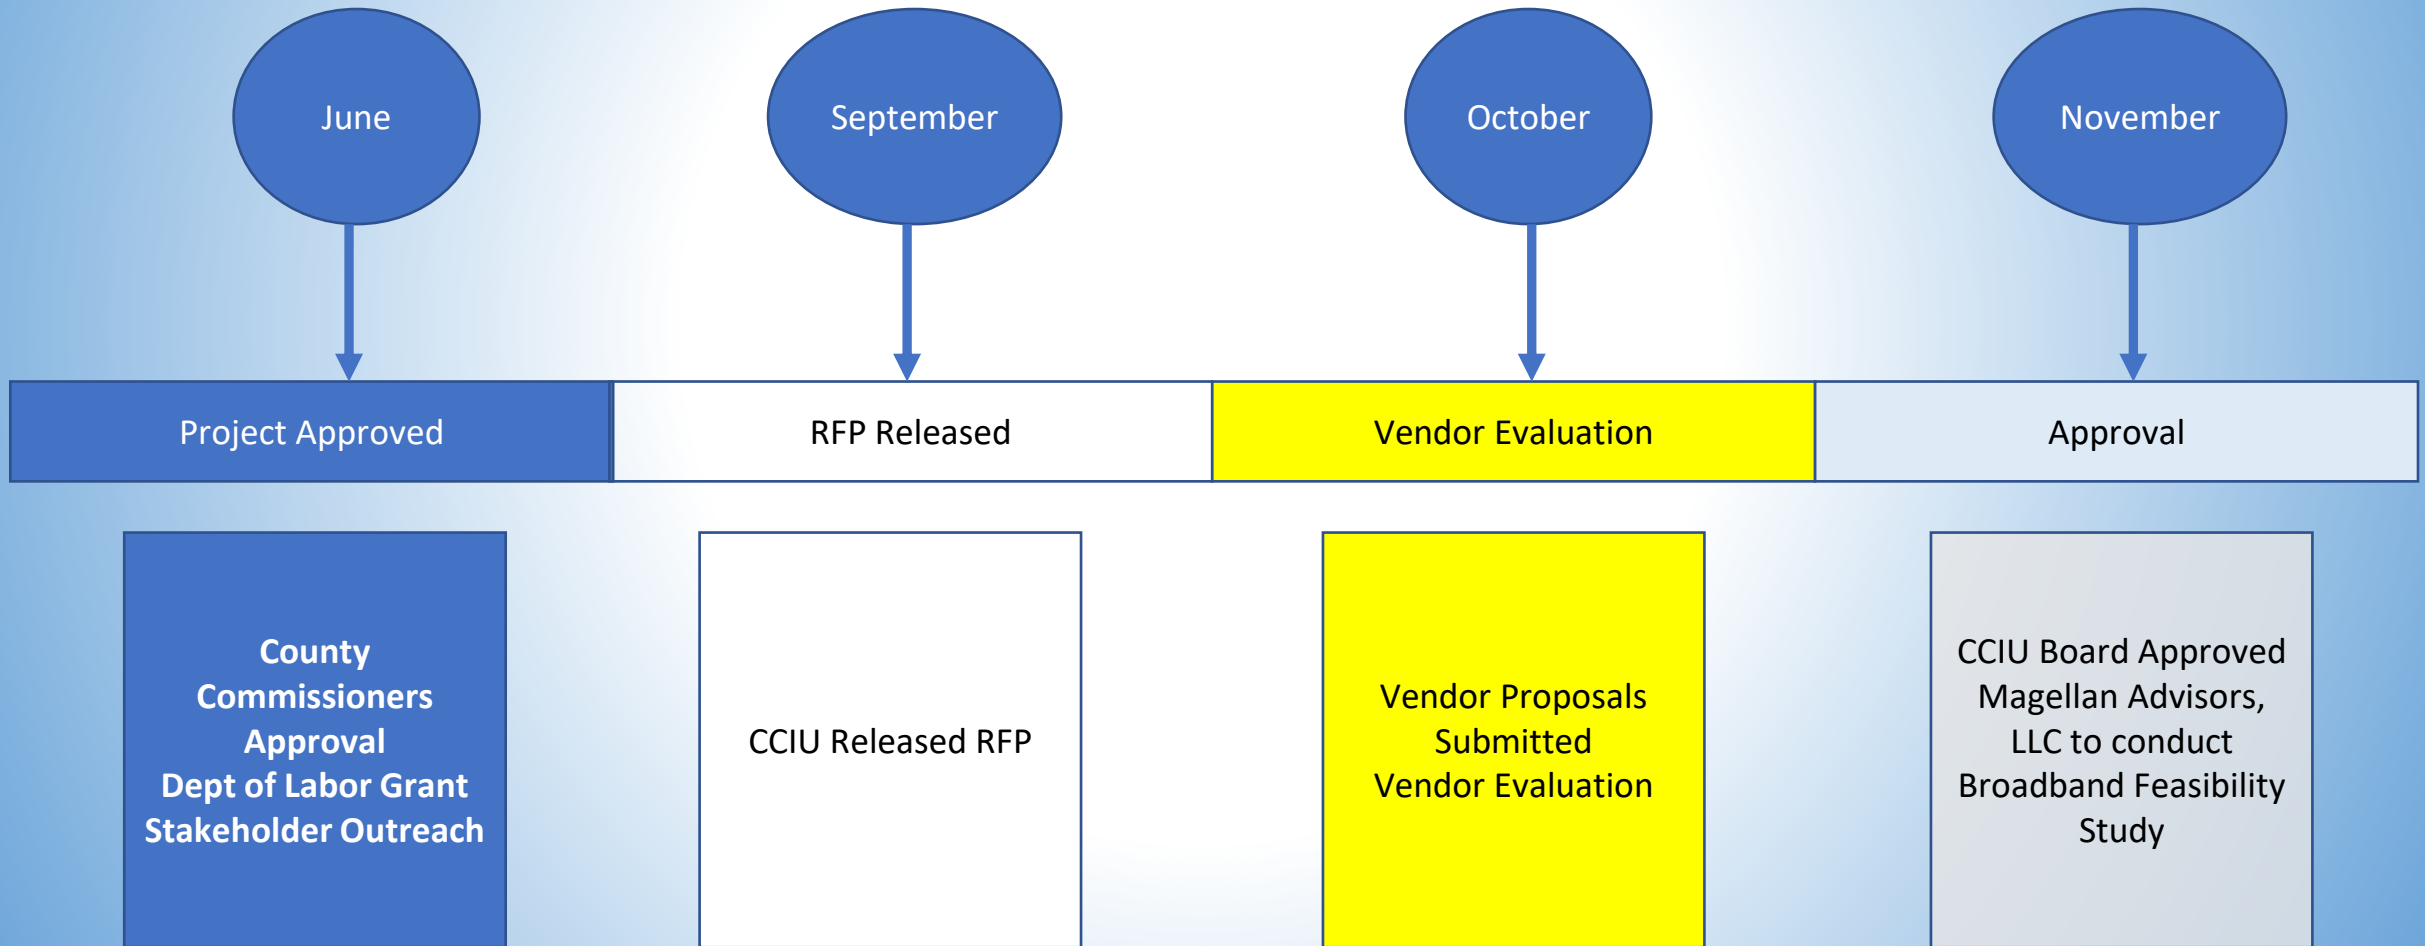 June
September
October
November
Project Approved
RFP Released
Vendor Evaluation
Approval
County
Commissioners
Approval
Dept of Labor Grant
Stakeholder Outreach
CCIU Released RFP
Vendor Proposals
Submitted
Vendor Evaluation
CCIU Board Approved
Magellan Advisors,
LLC to conduct
Broadband Feasibility
Study